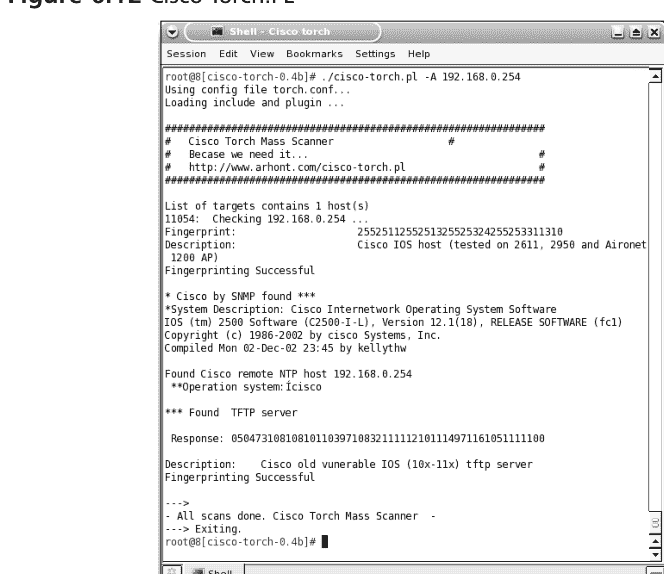 Figure 6.12 Cisco Torch.PL
Shell - Cisco torch
Session Edit View Bookmarks Settings Help
root@8[cisco-torch-0.4b]# ./cisco-torch.pl -A 192.168.0.254
Using config file torch.conf...
Loading include and plugin ...
###############################################################
# Cisco Torch Mass Scanner #
# Becase we need it... #
# http://www.arhont.com/cisco-torch.pl #
###############################################################
List of targets contains 1 host(s)
11054: Checking 192.168.0.254 ...
Fingerprint: 2552511255251325525324255253311310
Description: Cisco IOS host (tested on 2611, 2950 and Aironet
1200 AP)
Fingerprinting Successful
* Cisco by SNMP found ***
*System Description: Cisco Internetwork Operating System Software
IOS (tm) 2500 Software (C2500-I-L), Version 12.1(18), RELEASE SOFTWARE (fc1)
Copyright (c) 1986-2002 by cisco Systems, Inc.
Compiled Mon 02-Dec-02 23:45 by kellythw
Found Cisco remote NTP host 192.168.0.254
**Operation system:Ícisco
*** Found TFTP server
Response: 0504731081081011039710832111112101114971161051111100
Description: Cisco old vunerable IOS (10x-11x) tftp server
Fingerprinting Successful
--->
- All scans done. Cisco Torch Mass Scanner -
---> Exiting.
root@8[cisco-torch-0.4b]#
Shell